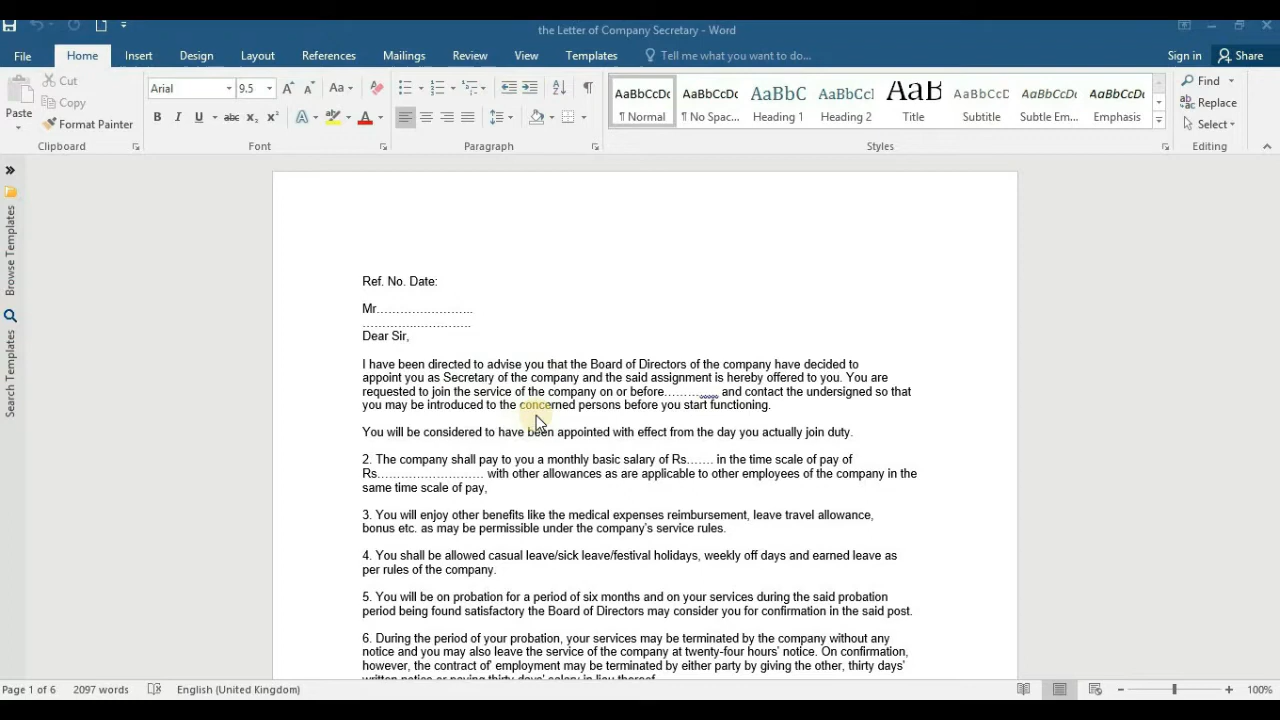 the Letter of Company Secretary - Word
File Home Insert Design Layout References Mailings Review View Templates Tell me what you want to do... Sign in Share
Paste
Cut
Copy
Format Painter
Clipboard
Arial 9.5
Font
Paragraph
AaBbCcDc AaBbCcDc AaBbC AaBbCcI AaBb AaBbCcC AaBbCcDc AaBbCcDc
¶ Normal ¶ No Spac... Heading 1 Heading 2 Title Subtitle Subtle Em... Emphasis
Styles
Find
Replace
Select
Editing
Browse Templates
Search Templates
Ref. No. Date:
Mr……………………..
…………..…………..
Dear Sir,
I have been directed to advise you that the Board of Directors of the company have decided to
appoint you as Secretary of the company and the said assignment is hereby offered to you. You are
requested to join the service of the company on or before……….…. and contact the undersigned so that
you may be introduced to the concerned persons before you start functioning.
You will be considered to have been appointed with effect from the day you actually join duty.
2. The company shall pay to you a monthly basic salary of Rs……. in the time scale of pay of
Rs……………………. with other allowances as are applicable to other employees of the company in the
same time scale of pay,
3. You will enjoy other benefits like the medical expenses reimbursement, leave travel allowance,
bonus etc. as may be permissible under the company's service rules.
4. You shall be allowed casual leave/sick leave/festival holidays, weekly off days and earned leave as
per rules of the company.
5. You will be on probation for a period of six months and on your services during the said probation
period being found satisfactory the Board of Directors may consider you for confirmation in the said post.
6. During the period of your probation, your services may be terminated by the company without any
notice and you may also leave the service of the company at twenty-four hours' notice. On confirmation,
however, the contract of' employment may be terminated by either party by giving the other, thirty days'
written notice or paying thirty days' salary in lieu thereof
Page 1 of 6 2097 words English (United Kingdom) 100%